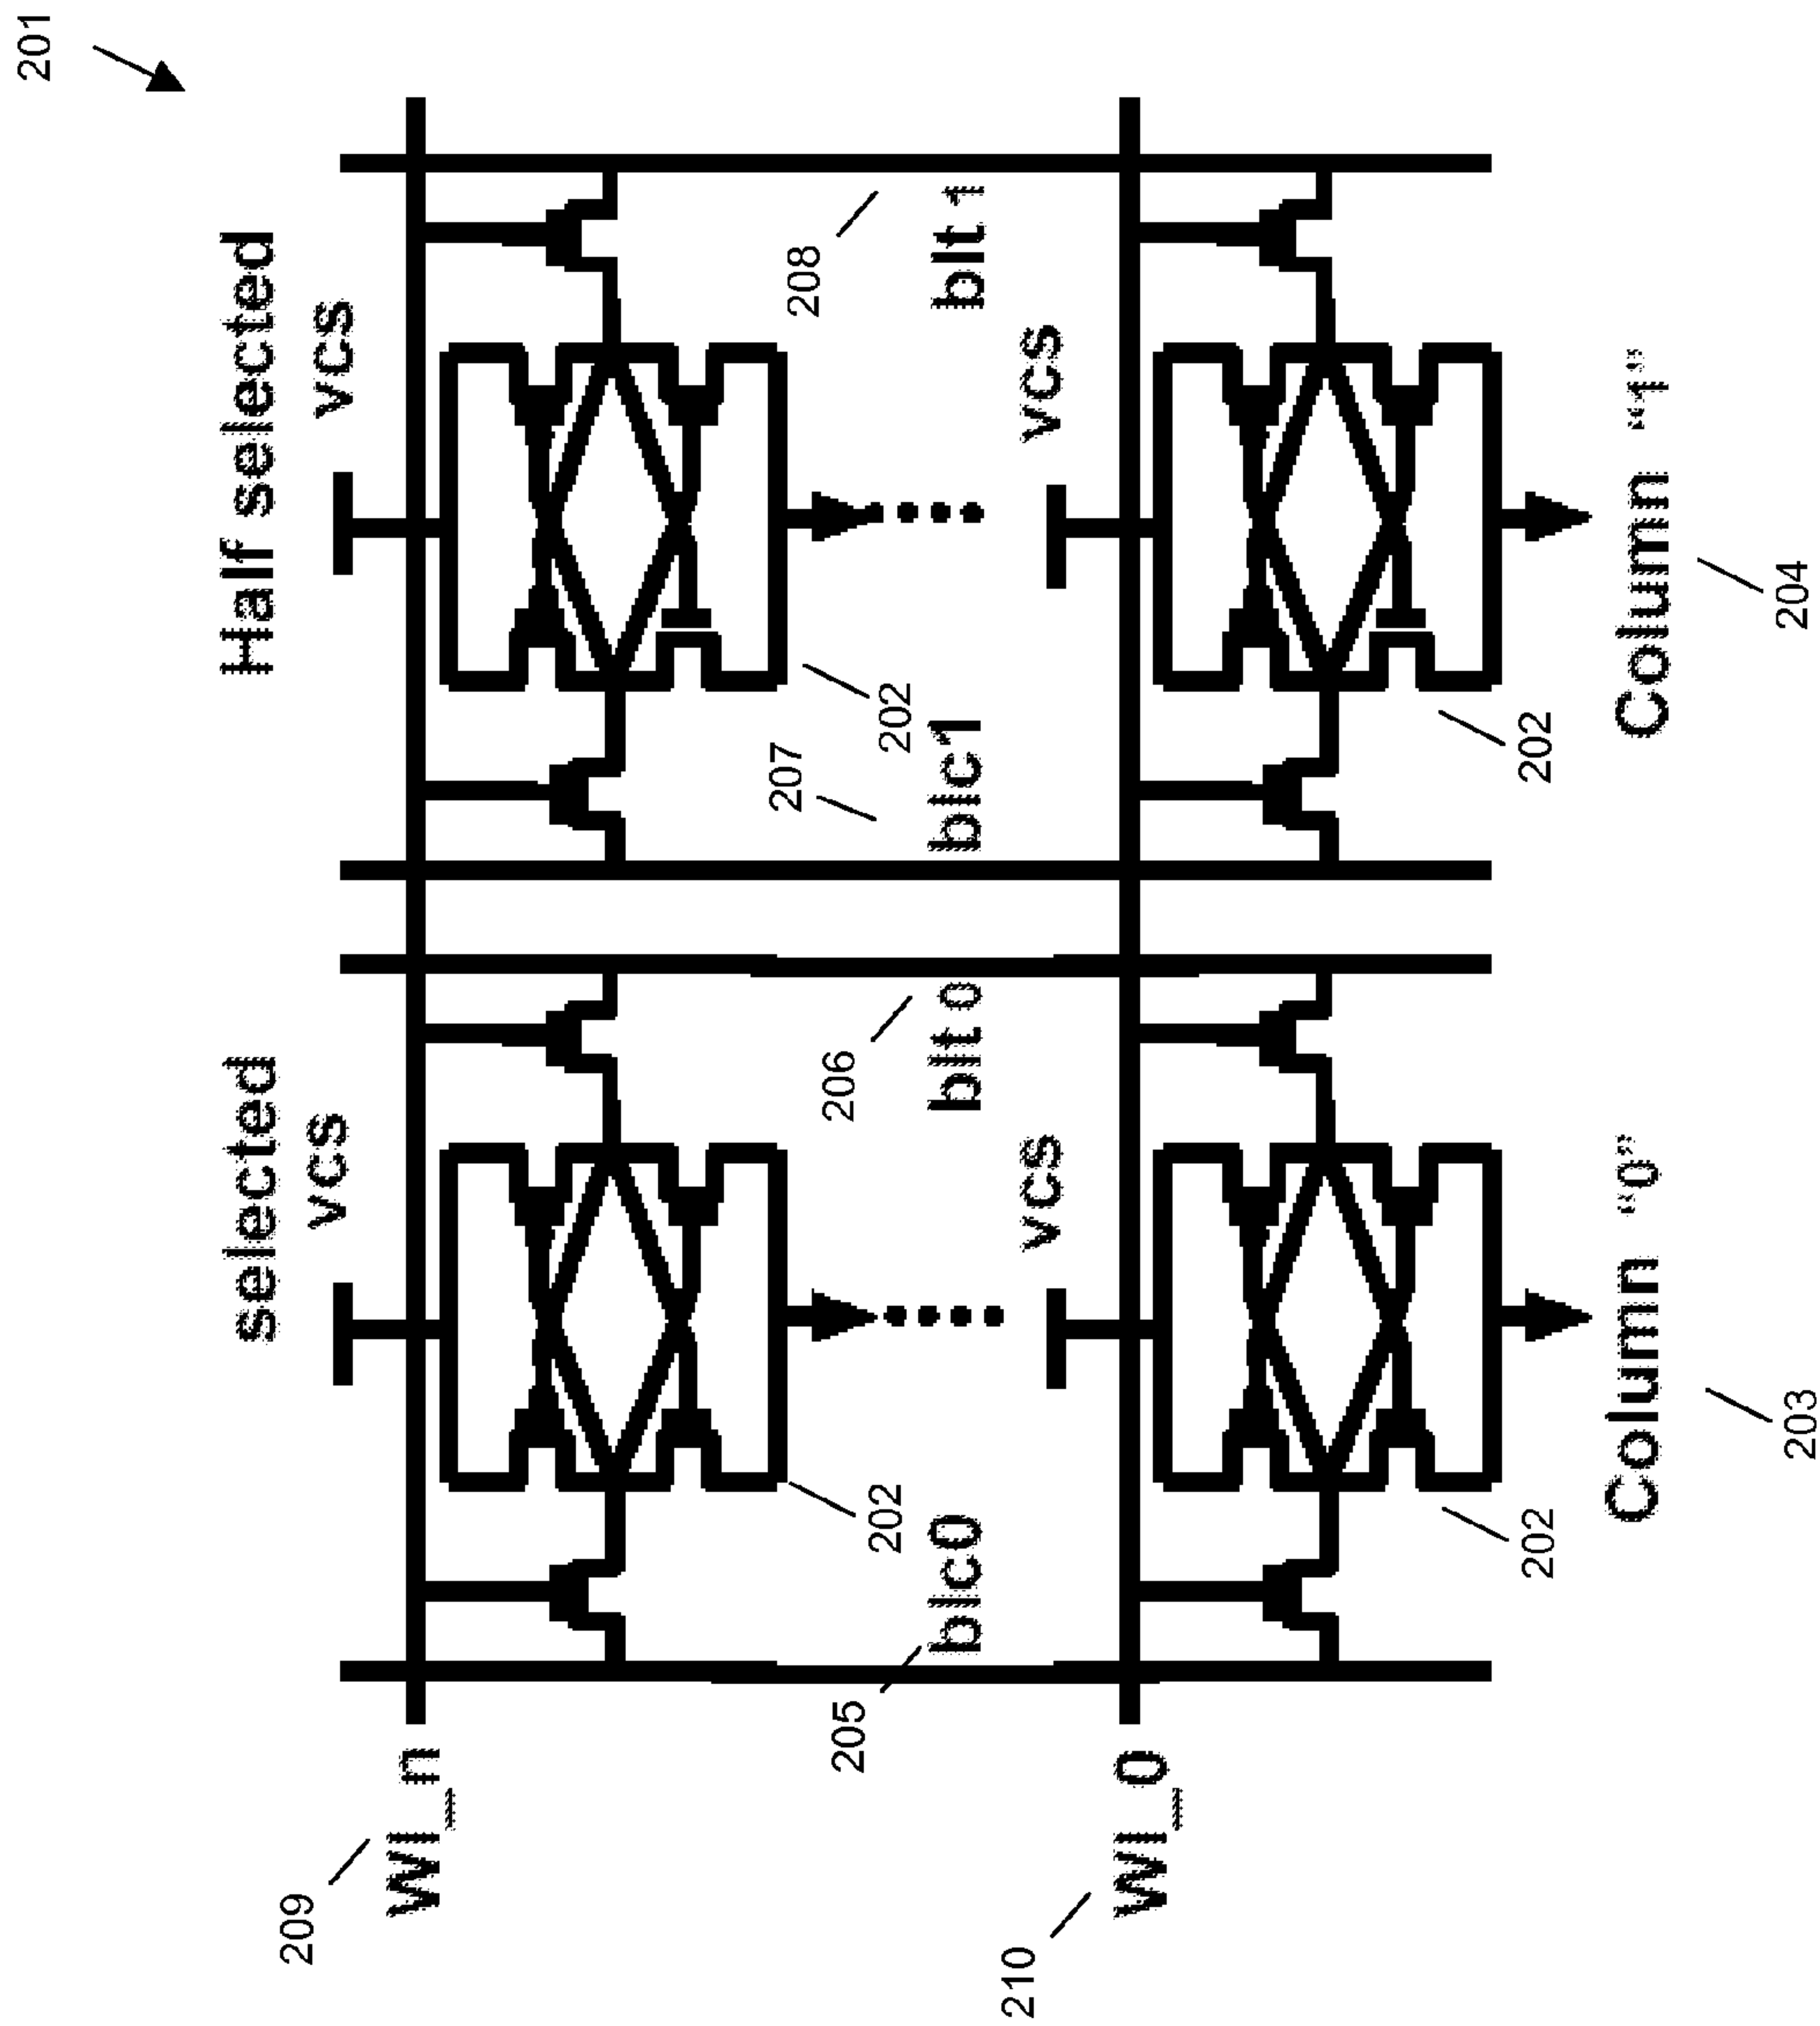 201
selected
Half selected
vcs
vcs
209
wl_n
202
202
205
blc0
206
blt 0
207
blc1
208
blt 1
vcs
vcs
210
wl_0
202
202
Column "0"
Column "1"
203
204